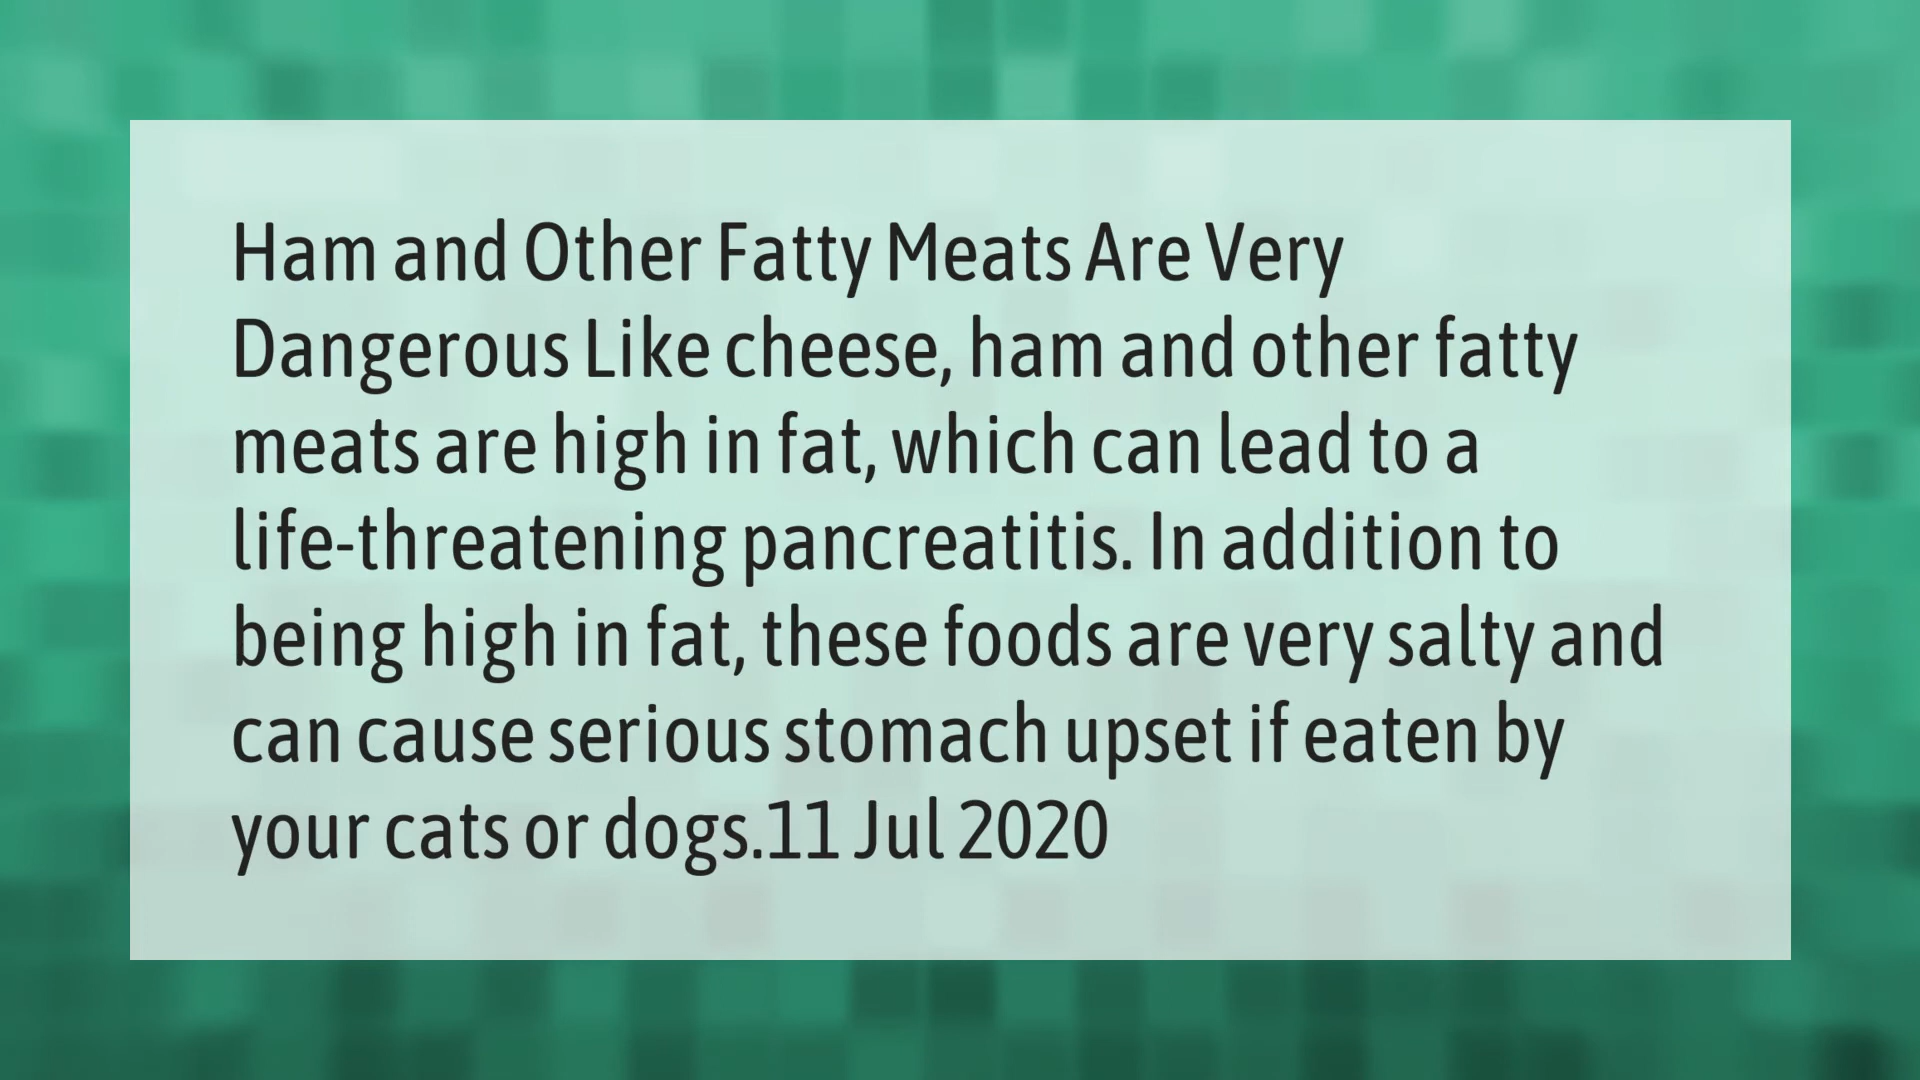 Ham and Other Fatty Meats Are Very
Dangerous Like cheese, ham and other fatty
meats are high in fat, which can lead to a
life-threatening pancreatitis. In addition to
being high in fat, these foods are very salty and
can cause serious stomach upset if eaten by
your cats or dogs.11 Jul 2020